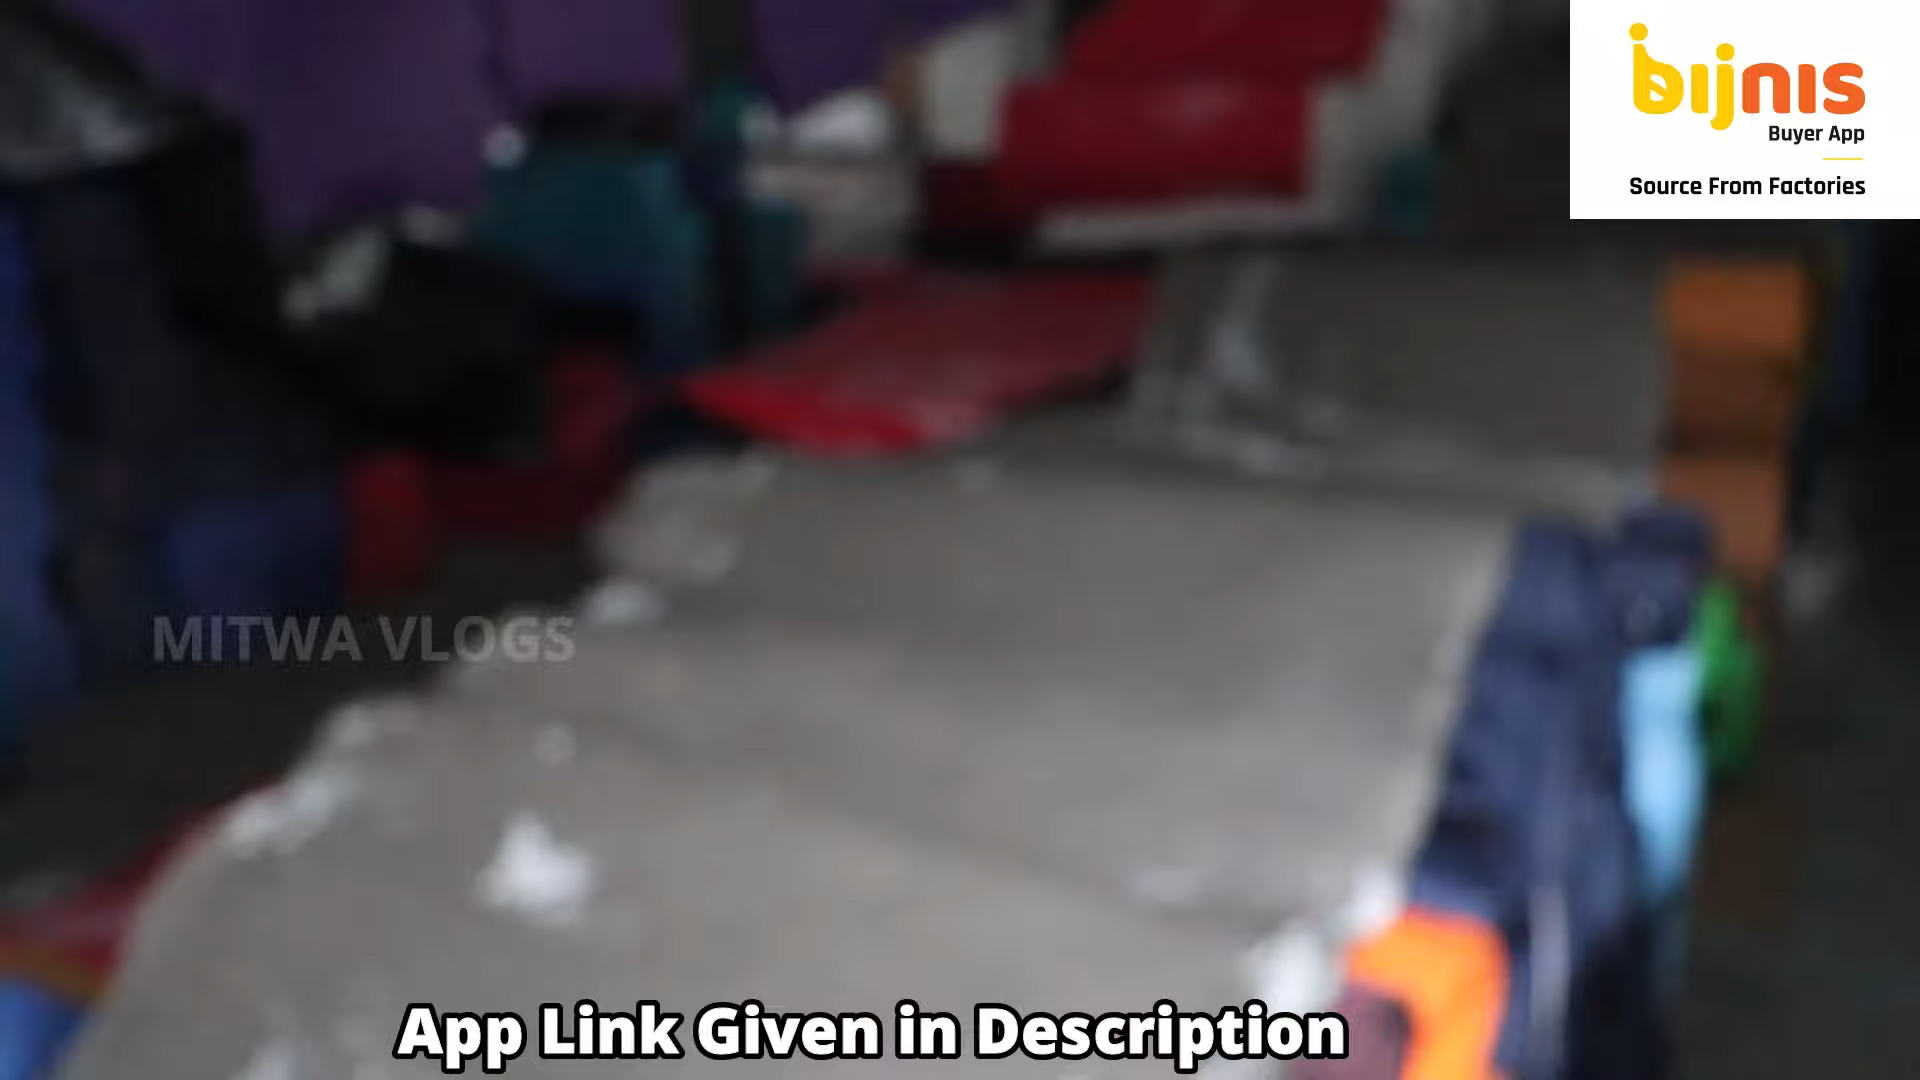 bijnis
Buyer App
Source From Factories
MITWA VLOGS
App Link Given in Description